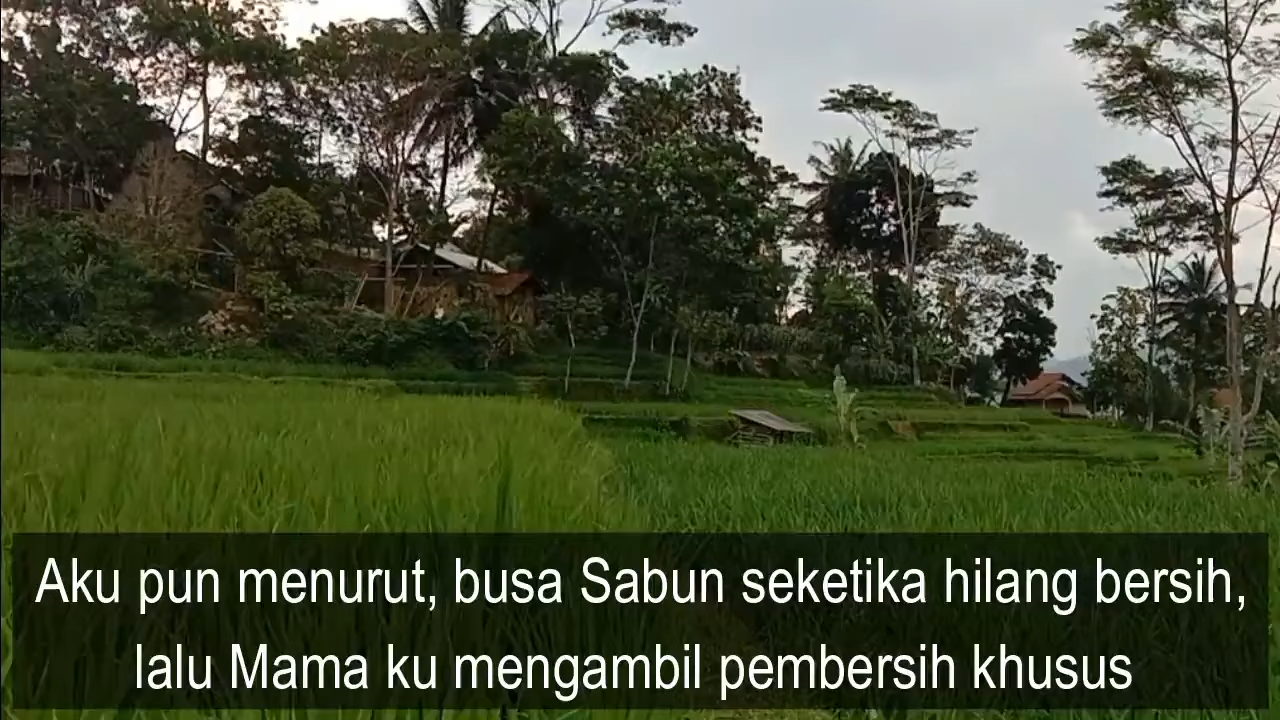 Aku pun menurut, busa Sabun seketika hilang bersih,
lalu Mama ku mengambil pembersih khusus